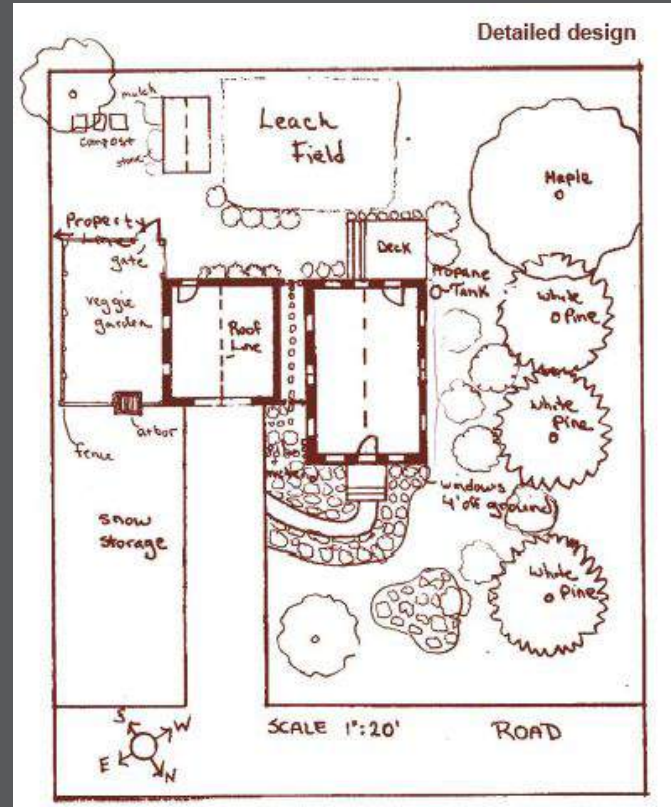 Detailed design
mulch
compost
Leach
Field
Maple
Property
Line
gate
Deck
Propane
Tank
White
Pine
veggie
garden
Roof
Line
White
Pine
arbor
fence
windows
4' off ground
snow
storage
White
Pine
S
W
E
N
SCALE 1":20'
ROAD